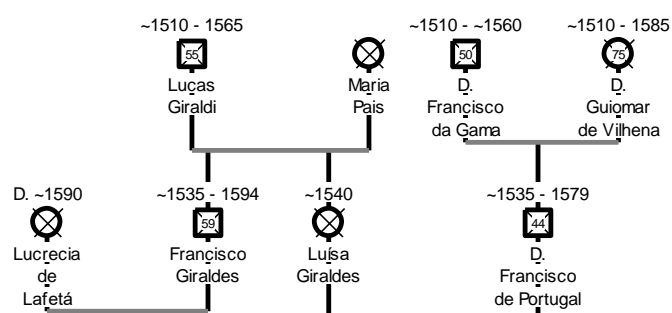 ~1510 - 1565
~1510 - ~1560
~1510 - 1585
55
50
75
Lucas
Giraldi
Maria
Pais
D.
Francisco
da Gama
D.
Guiomar
de Vilhena
D. ~1590
~1535 - 1594
~1540
~1535 - 1579
59
44
Lucrecia
de
Lafetá
Francisco
Giraldes
Luísa
Giraldes
D.
Francisco
de Portugal